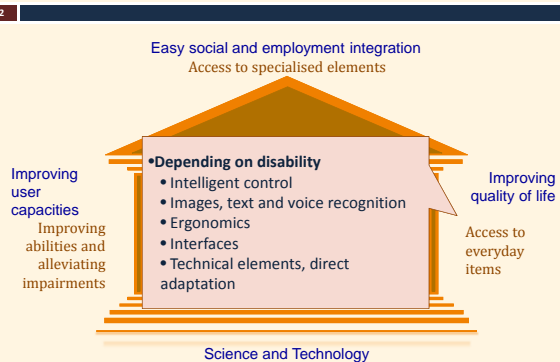 2
Easy social and employment integration
Access to specialised elements
•Depending on disability
• Intelligent control
• Images, text and voice recognition
• Ergonomics
• Interfaces
• Technical elements, direct
adaptation
Improving
user
capacities
Improving
abilities and
alleviating
impairments
Improving
quality of life
Access to
everyday
items
Science and Technology